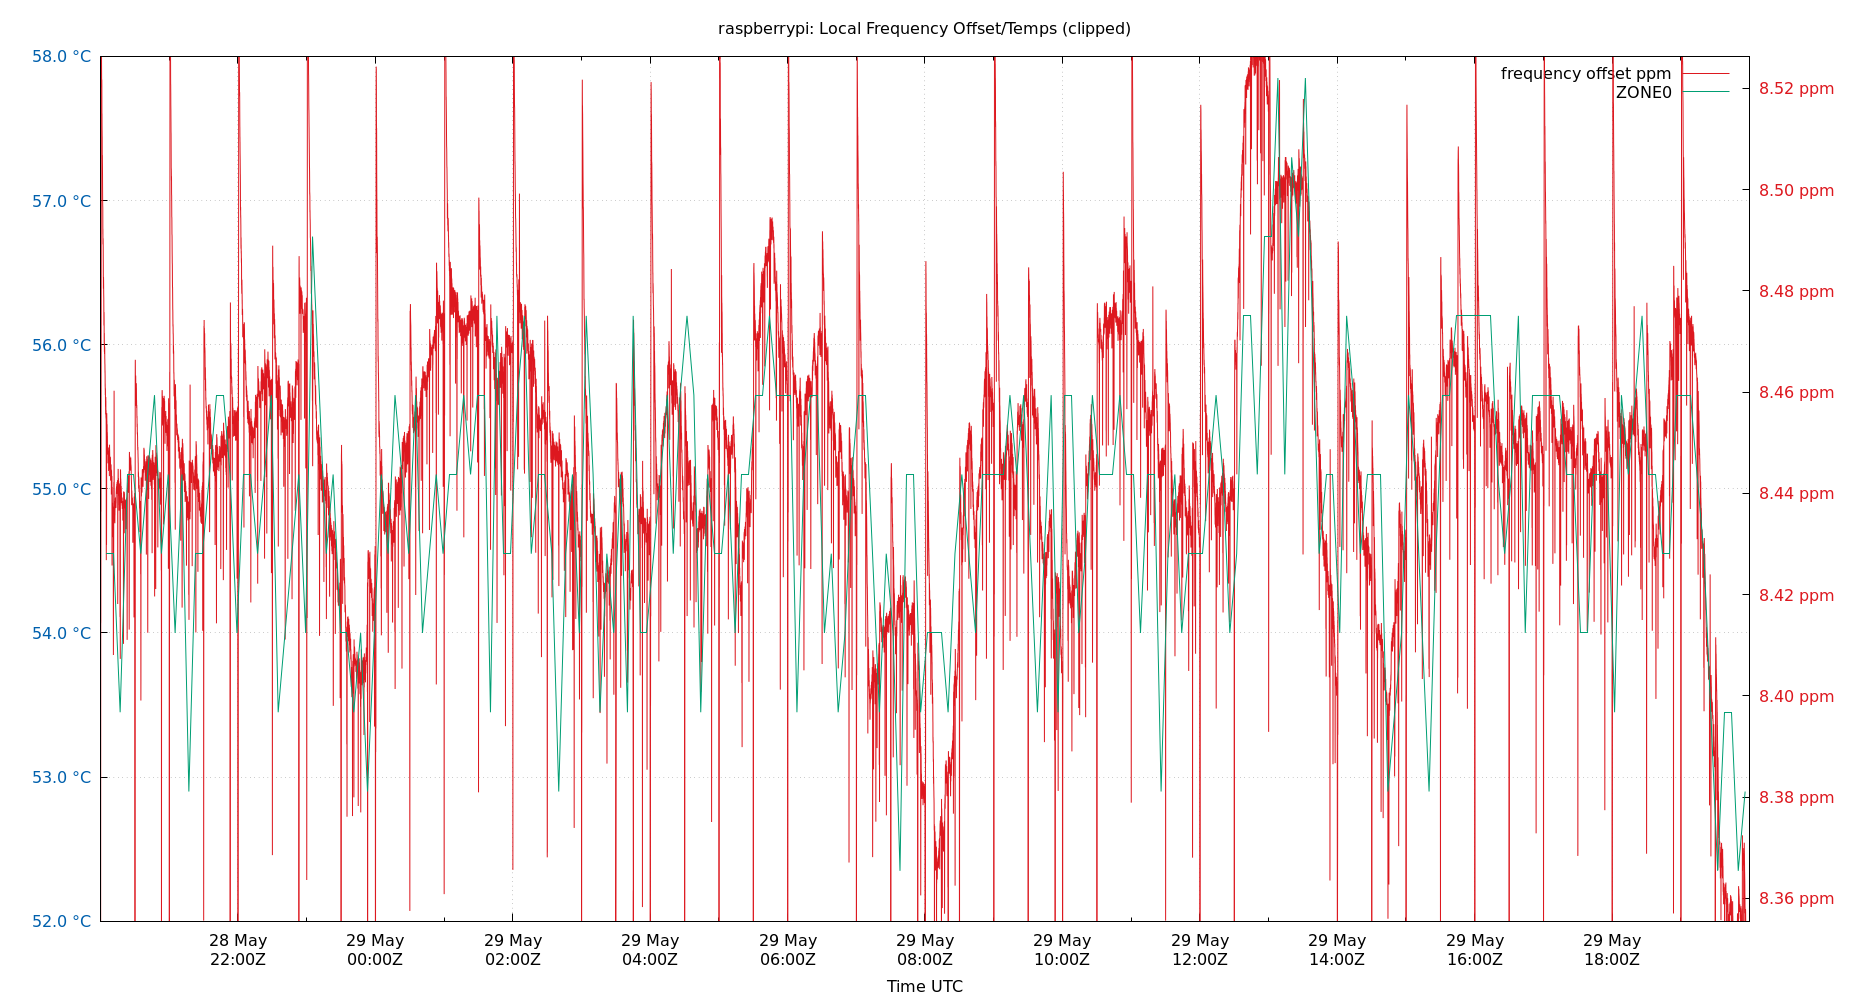 raspberrypi: Local Frequency Offset/Temps (clipped)
58.0 °C
57.0 °C
56.0 °C
55.0 °C
54.0 °C
53.0 °C
52.0 °C
frequency offset ppm
ZONE0
8.52 ppm
8.50 ppm
8.48 ppm
8.46 ppm
8.44 ppm
8.42 ppm
8.40 ppm
8.38 ppm
8.36 ppm
28 May
22:00Z
29 May
00:00Z
29 May
02:00Z
29 May
04:00Z
29 May
06:00Z
29 May
08:00Z
29 May
10:00Z
29 May
12:00Z
29 May
14:00Z
29 May
16:00Z
29 May
18:00Z
Time UTC